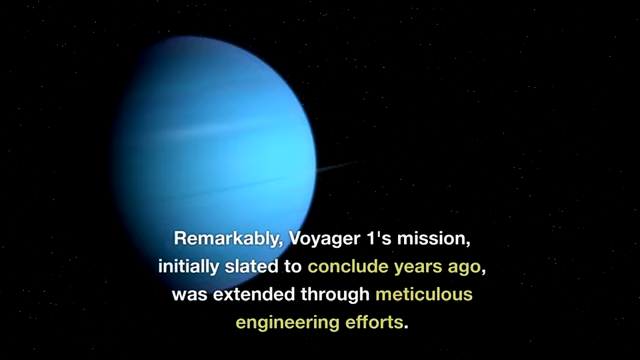 Remarkably, Voyager 1's mission,
initially slated to conclude years ago,
was extended through meticulous
engineering efforts.